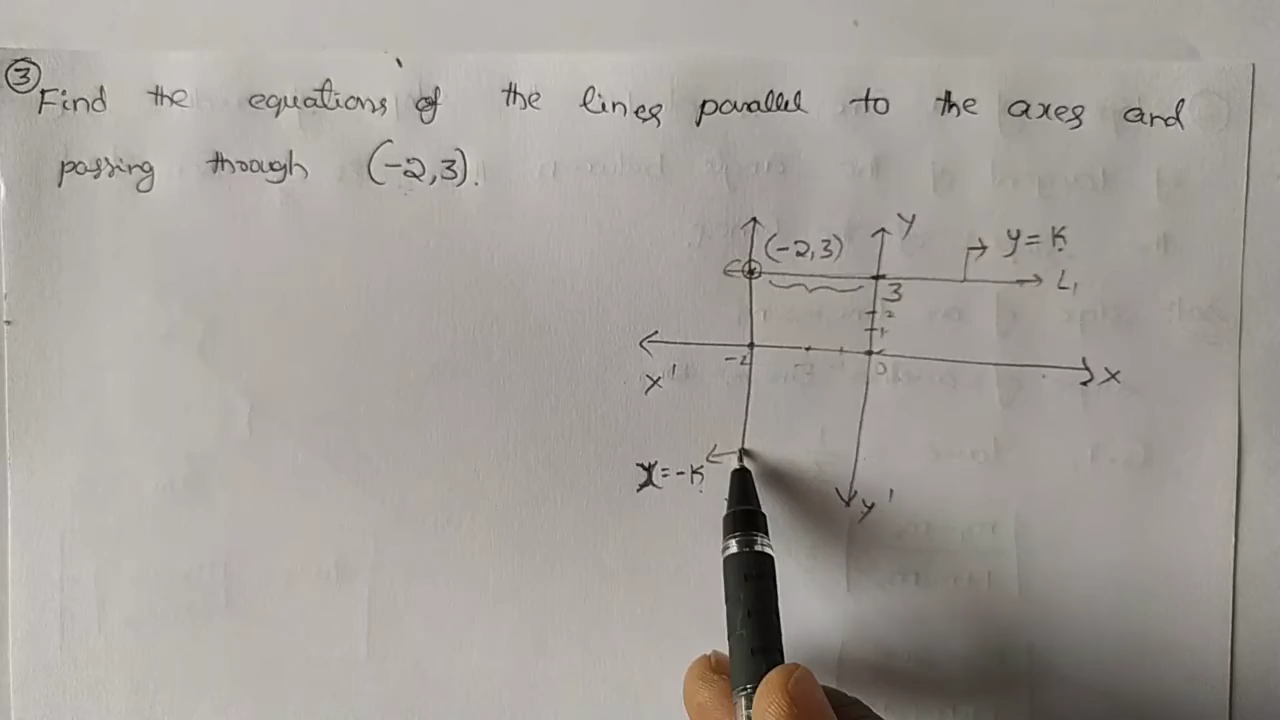 ③
Find the equations of the lines parallel to the axes and
passing through (-2,3).
Y
(-2,3)
y=K
L1
3
2
1
-2
0
X'
X
X=-K
Y'